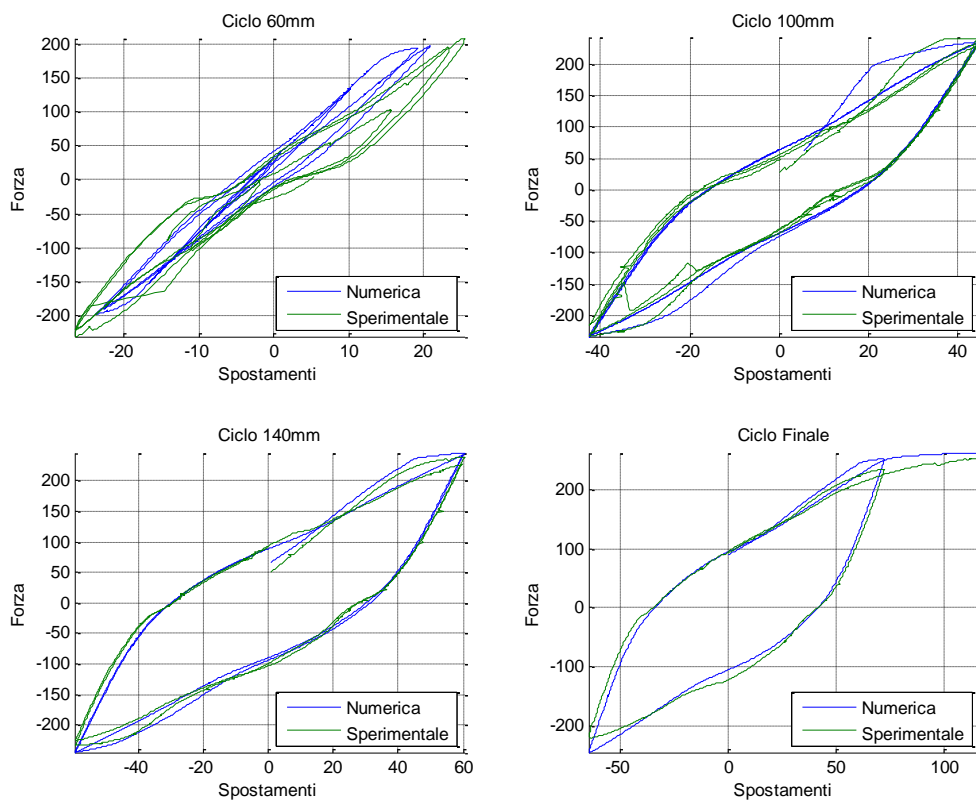 Ciclo 60mm
200
150
100
50
0
-50
-100
-150
-200
Forza
-20
-10
0
10
20
Spostamenti
Numerica
Sperimentale
Ciclo 100mm
200
150
100
50
0
-50
-100
-150
-200
Forza
-40
-20
0
20
40
Spostamenti
Numerica
Sperimentale
Ciclo 140mm
200
150
100
50
0
-50
-100
-150
-200
Forza
-60
-40
-20
0
20
40
60
Spostamenti
Numerica
Sperimentale
Ciclo Finale
200
100
0
-100
-200
Forza
-50
0
50
100
Spostamenti
Numerica
Sperimentale